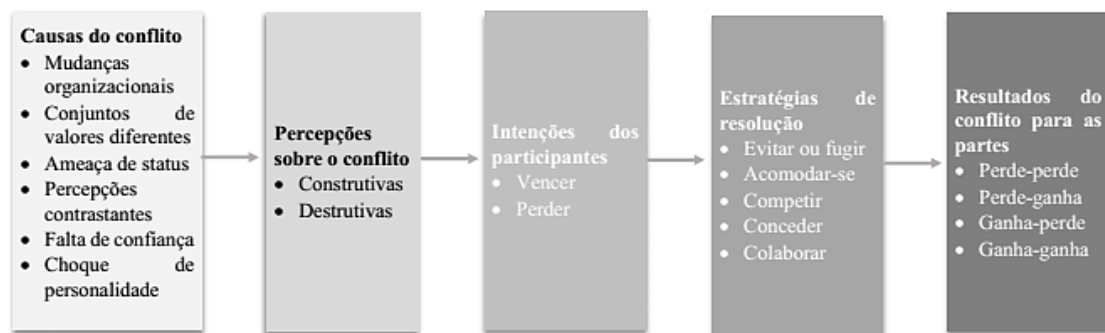 Causas do conflito
• Mudanças
organizacionais
• Conjuntos de
valores diferentes
• Ameaça de status
• Percepções
contrastantes
• Falta de confiança
• Choque de
personalidade
Percepções
sobre o conflito
• Construtivas
• Destrutivas
Intenções dos
participantes
• Vencer
• Perder
Estratégias de
resolução
• Evitar ou fugir
• Acomodar-se
• Competir
• Conceder
• Colaborar
Resultados do
conflito para as
partes
• Perde-perde
• Perde-ganha
• Ganha-perde
• Ganha-ganha